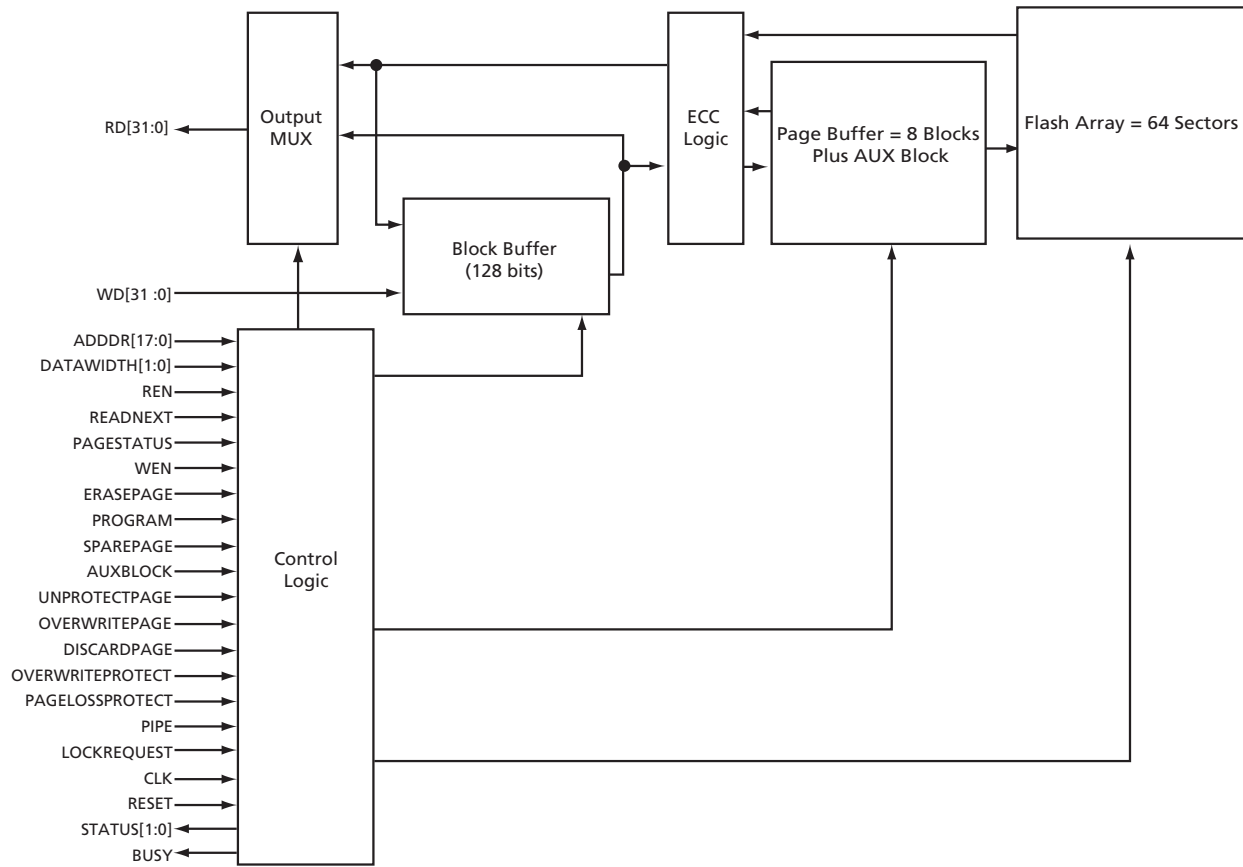 Output
MUX
ECC
Logic
Page Buffer = 8 Blocks
Plus AUX Block
Flash Array = 64 Sectors
RD[31:0]
Block Buffer
(128 bits)
WD[31 :0]
ADDDR[17:0]
DATAWIDTH[1:0]
REN
READNEXT
PAGESTATUS
WEN
ERASEPAGE
PROGRAM
SPAREPAGE
AUXBLOCK
UNPROTECTPAGE
OVERWRITEPAGE
DISCARDPAGE
OVERWRITEPROTECT
PAGELOSSPROTECT
PIPE
LOCKREQUEST
CLK
RESET
STATUS[1:0]
BUSY
Control
Logic